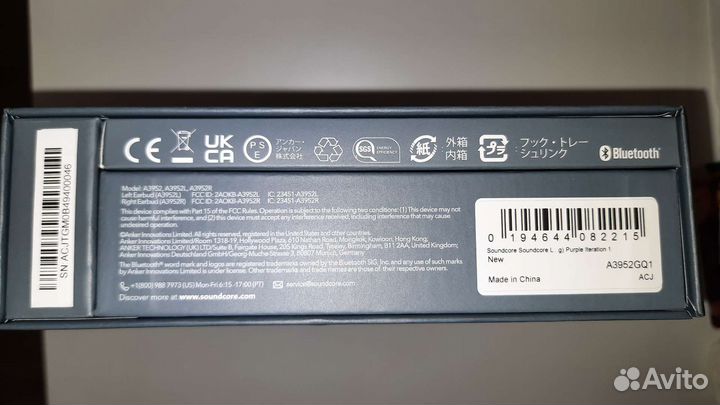 SN ACJTGM0B49400046
CE
UK
CA
PS
E
アンカー・
ジャパン
株式会社
SGS ENERGY EFFICIENCY
紙 外箱
内箱
プラ フック・トレー
シュリンク
Bluetooth®
Model: A3952, A3952L, A3952R
Left Earbud (A3952L) FCC ID: 2AOKB-A3952L IC: 23451-A3952L
Right Earbud (A3952R) FCC ID: 2AOKB-A3952R IC: 23451-A3952R
This device complies with Part 15 of the FCC Rules. Operation is subject to the following two conditions: (1) This device may not
cause harmful interference, and (2) this device must accept any interference received, including interference that may cause
undesired operation.
©Anker Innovations Limited. All rights reserved.
Anker Innovations Limited/Room 1318-19, Hollywood Plaza, 610 Nathan Road, Mongkok, Kowloon, Hong Kong.
ANKER TECHNOLOGY (UK) LTD/Suite B, Fairgate House, 205 Kings Road, Tyseley, Birmingham, B11 2AA, United Kingdom;
Anker Innovations Deutschland GmbH/Georg-Muche-Strasse 3, 80807 Munich, Germany
The Bluetooth® word mark and logos are registered trademarks owned by Bluetooth SIG, Inc. and any use of such marks
by Anker Innovations Limited is under license. Other trademarks and trade names are those of their respective owners.
+1(800) 988 7973 (US) Mon-Fri 6:15-17:00 (PT) service@soundcore.com
Discover more at www.soundcore.com
0 194644 082215
Soundcore Soundcore L...g) Purple Iteration 1
New
A3952GQ1
Made in China
ACJ
Avito